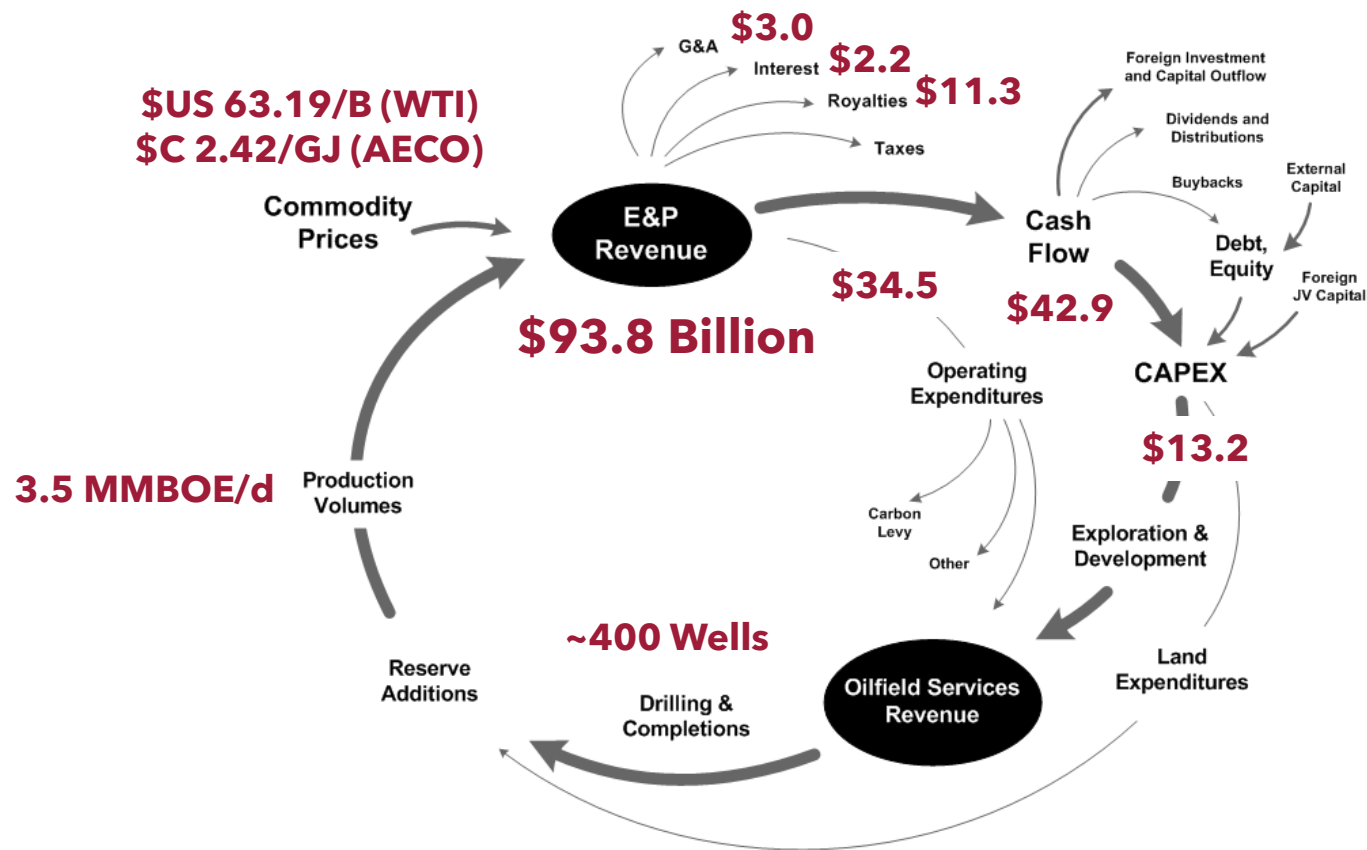 G&A
$3.0
Interest
$2.2
Royalties
$11.3
Taxes
$US 63.19/B (WTI)
$C 2.42/GJ (AECO)
Commodity
Prices
E&P
Revenue
$93.8 Billion
Foreign Investment
and Capital Outflow
Dividends and
Distributions
Buybacks
External
Capital
Cash
Flow
$42.9
Debt,
Equity
Foreign
JV Capital
$34.5
Operating
Expenditures
CAPEX
$13.2
3.5 MMBOE/d
Production
Volumes
Carbon
Levy
Other
Exploration &
Development
~400 Wells
Reserve
Additions
Drilling &
Completions
Oilfield Services
Revenue
Land
Expenditures